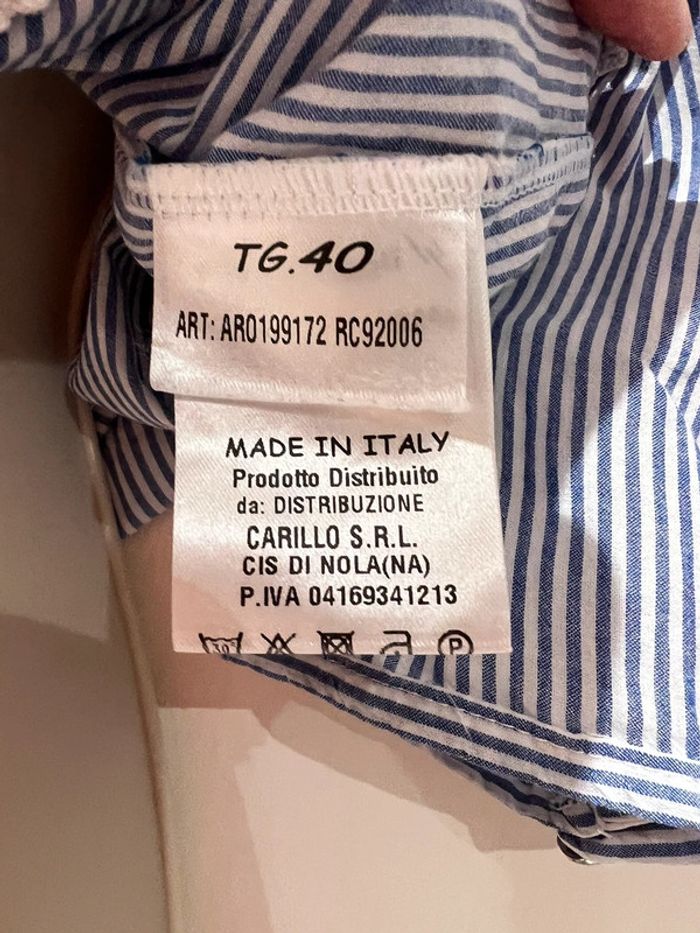 TG.40
ART: AR0199172 RC92006
MADE IN ITALY
Prodotto Distribuito
da: DISTRIBUZIONE
CARILLO S.R.L.
CIS DI NOLA(NA)
P.IVA 04169341213
30
P